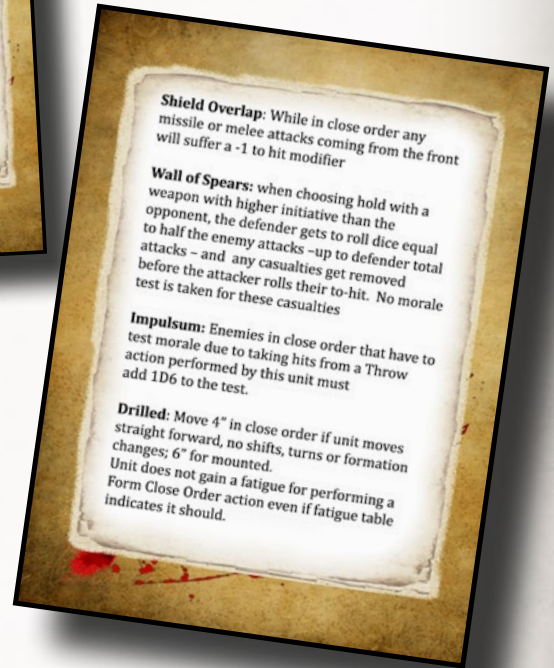 Shield Overlap: While in close order any
missile or melee attacks coming from the front
will suffer a -1 to hit modifier
Wall of Spears: when choosing hold with a
weapon with higher initiative than the
opponent, the defender gets to roll dice equal
to half the enemy attacks –up to defender total
attacks – and  any casualties get removed
before the attacker rolls their to-hit.  No morale
test is taken for these casualties
Impulsum: Enemies in close order that have to
test morale due to taking hits from a Throw
action performed by this unit must
add 1D6 to the test.
Drilled: Move 4" in close order if unit moves
straight forward, no shifts, turns or formation
changes; 6" for mounted.
Unit does not gain a fatigue for performing a
Form Close Order action even if fatigue table
indicates it should.